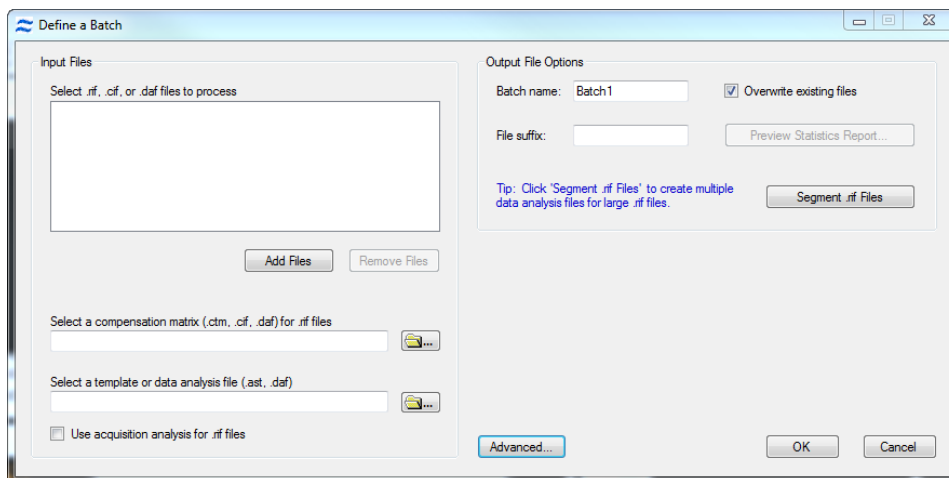 Define a Batch
Input Files
Select .rif, .cif, or .daf files to process
Add Files
Remove Files
Select a compensation matrix (.ctm, .cif, .daf) for .rif files
...
Select a template or data analysis file (.ast, .daf)
...
Use acquisition analysis for .rif files
Output File Options
Batch name: Batch1
Overwrite existing files
File suffix:
Preview Statistics Report...
Tip: Click 'Segment .rif Files' to create multiple
data analysis files for large .rif files.
Segment .rif Files
Advanced...
OK
Cancel